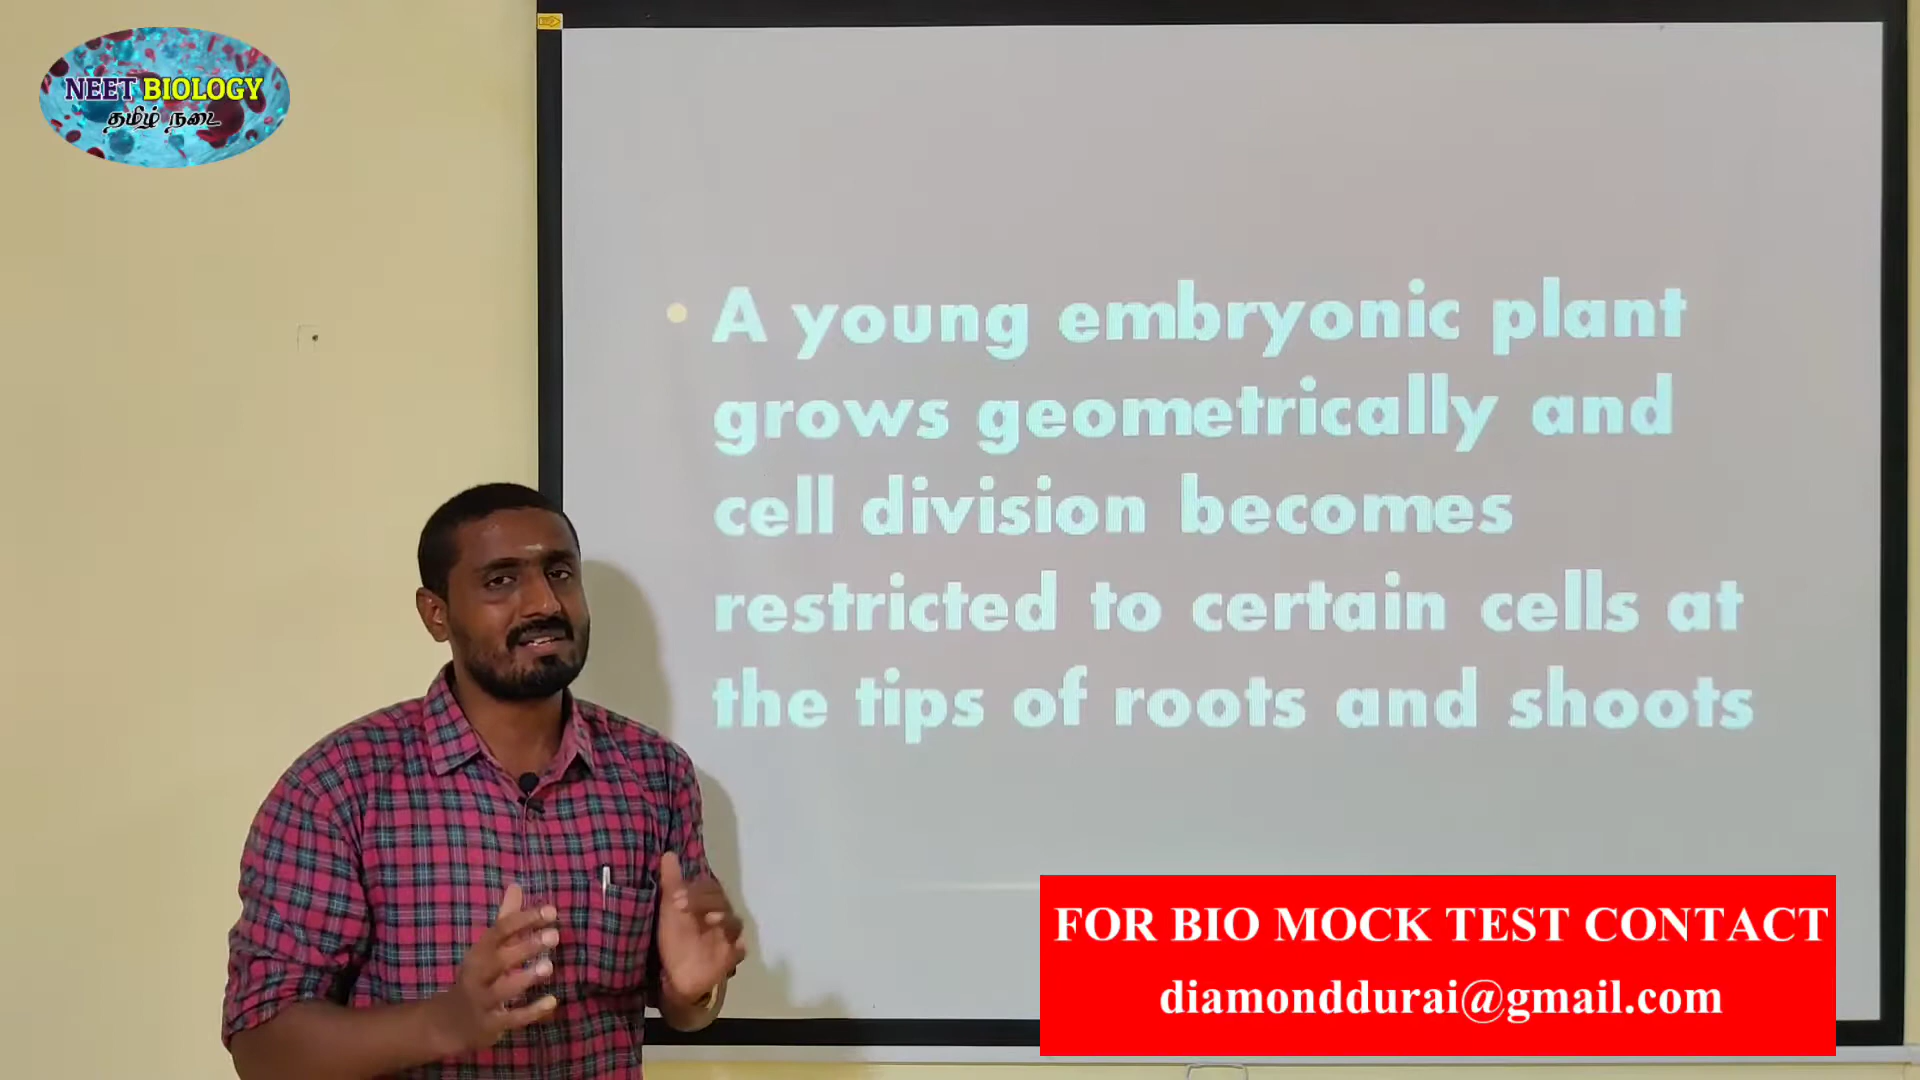 NEET BIOLOGY
தமிழ் நடை
• A young embryonic plant
grows geometrically and
cell division becomes
restricted to certain cells at
the tips of roots and shoots
FOR BIO MOCK TEST CONTACT
diamonddurai@gmail.com